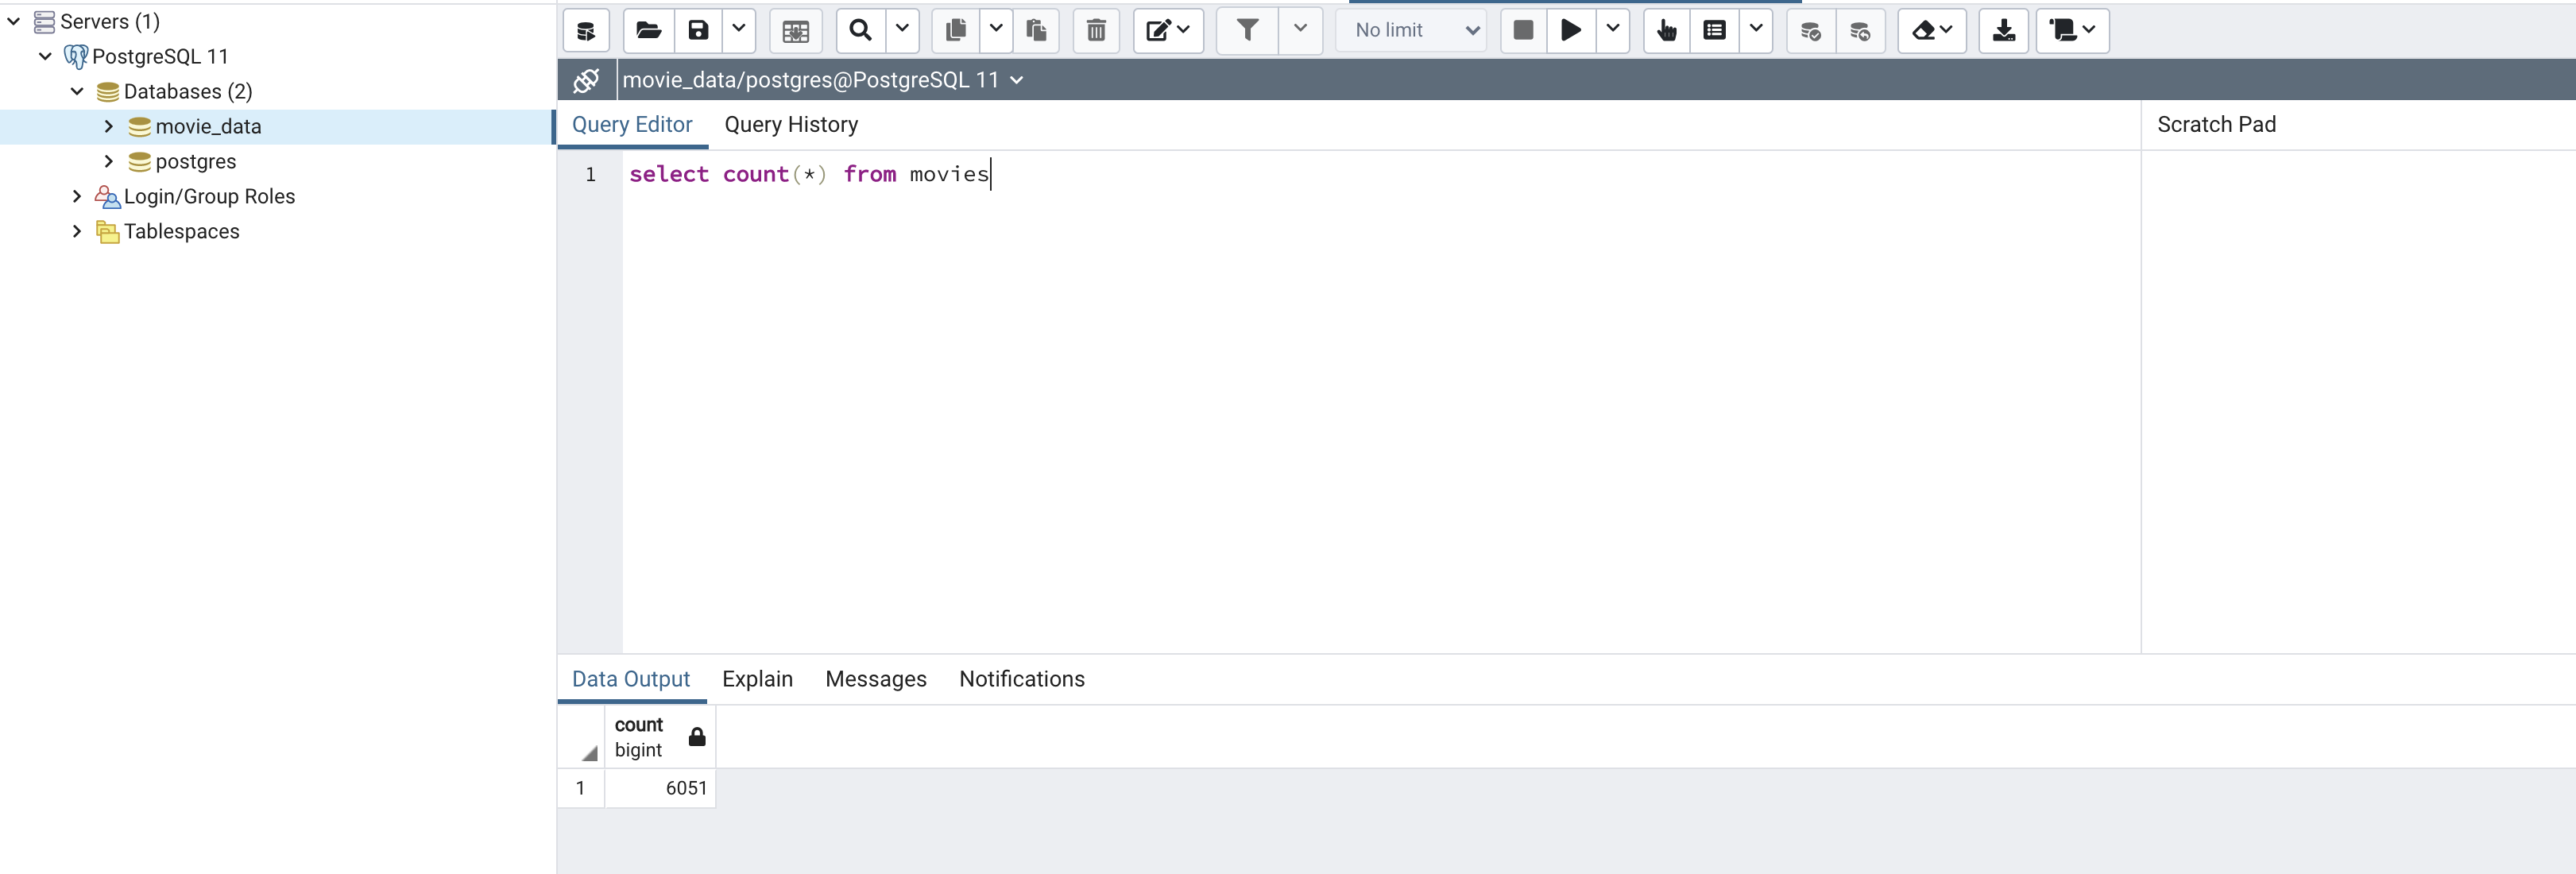 Servers (1)
PostgreSQL 11
Databases (2)
movie_data
postgres
Login/Group Roles
Tablespaces
No limit
movie_data/postgres@PostgreSQL 11
Query Editor Query History
Scratch Pad
1 select count(*) from movies
Data Output Explain Messages Notifications
count
bigint
1 6051